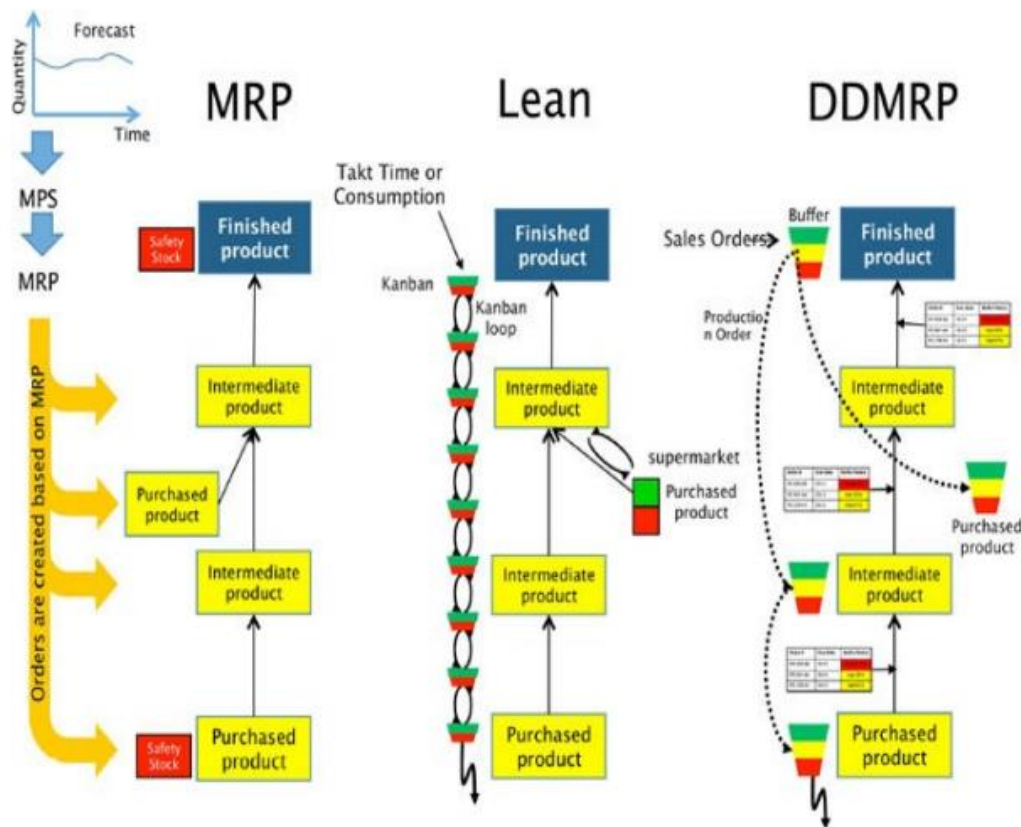 Forecast
Quantity
Time
MPS
MRP
Orders are created based on MRP
MRP
Safety
Stock
Finished
product
Intermediate
product
Purchased
product
Intermediate
product
Safety
Stock
Purchased
product
Lean
Takt Time or
Consumption
Finished
product
Kanban
Kanban
loop
Intermediate
product
supermarket
Purchased
product
Intermediate
product
Purchased
product
DDMRP
Buffer
Sales Orders
Finished
product
Productio
n Order
Intermediate
product
Purchased
product
Intermediate
product
Purchased
product